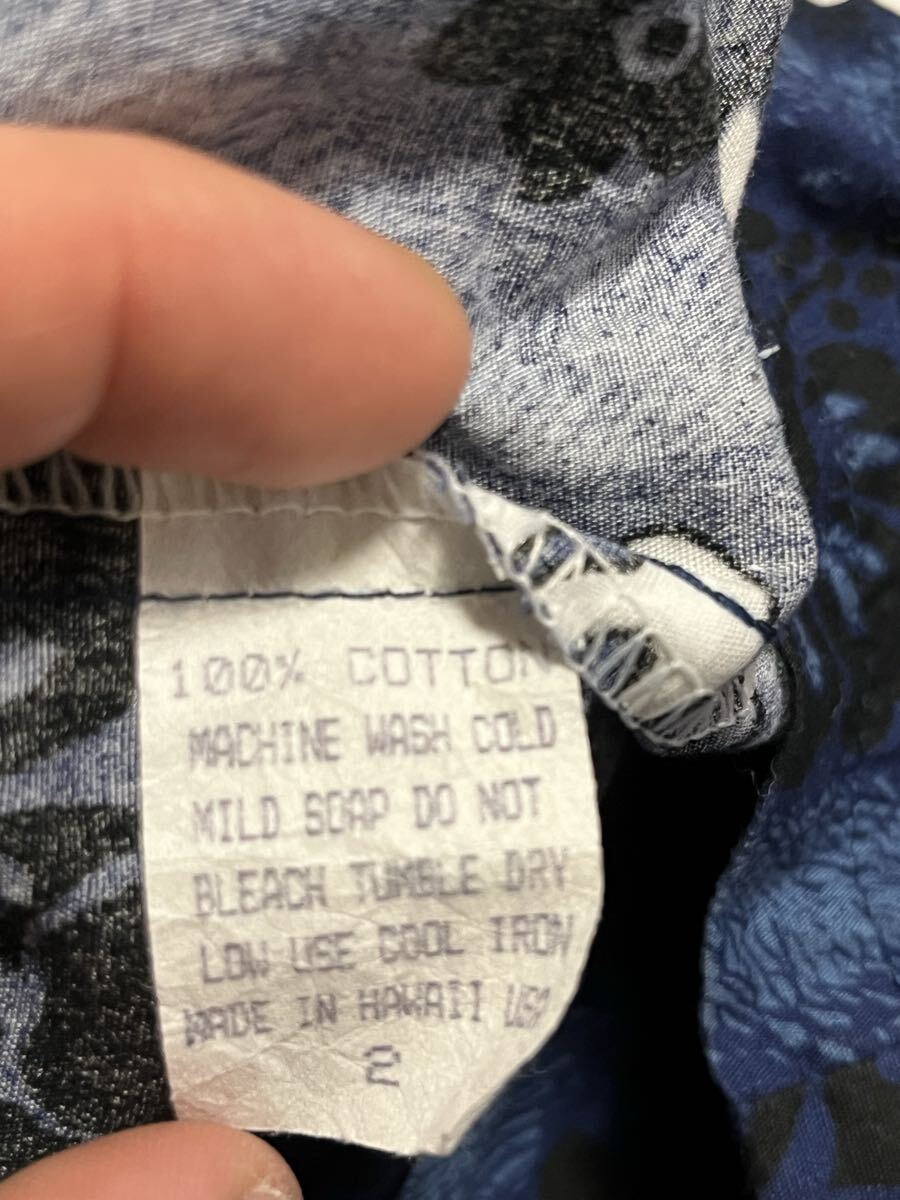 100% COTTON
MACHINE WASH COLD
MILD SOAP DO NOT
BLEACH TUMBLE DRY
LOW USE COOL IRON
MADE IN HAWAII USA
2